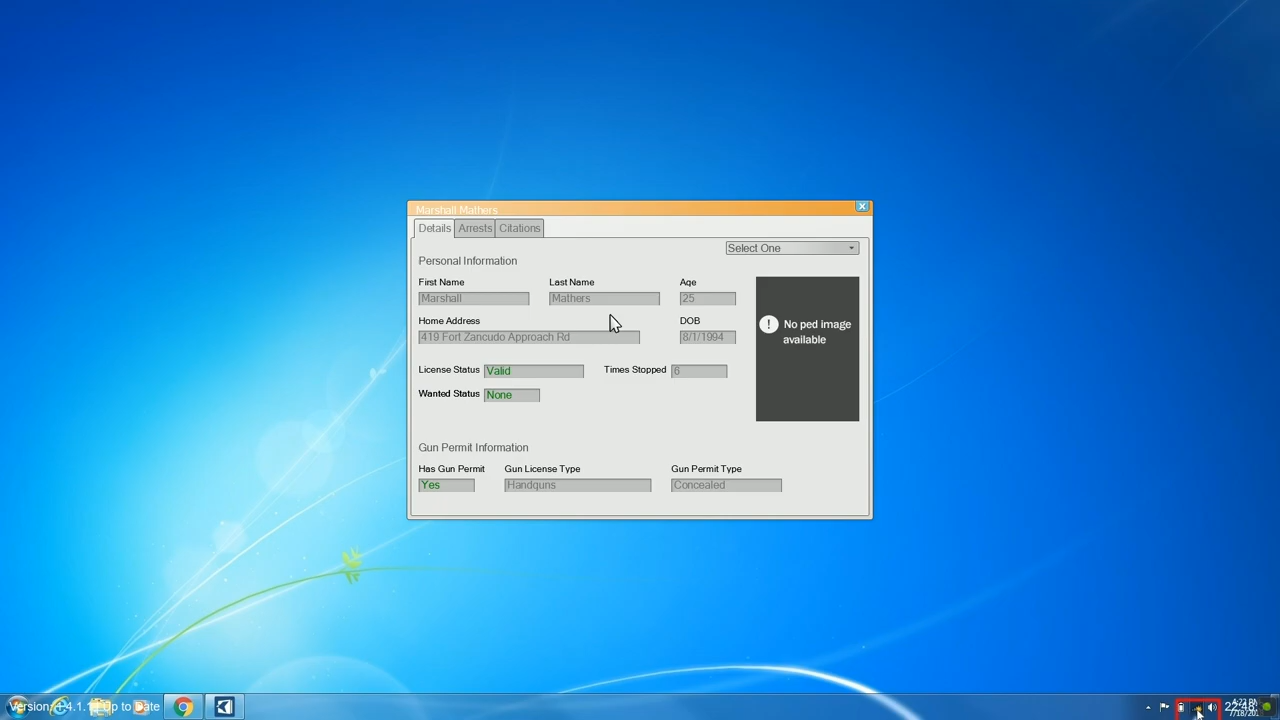 Marshall Mathers
Details Arrests Citations
Select One
Personal Information
First Name Last Name Age
Marshall Mathers 25
Home Address DOB
419 Fort Zancudo Approach Rd 8/1/1994
No ped image
available
License Status Valid Times Stopped 6
Wanted Status None
Gun Permit Information
Has Gun Permit Gun License Type Gun Permit Type
Yes Handguns Concealed
Up to Date